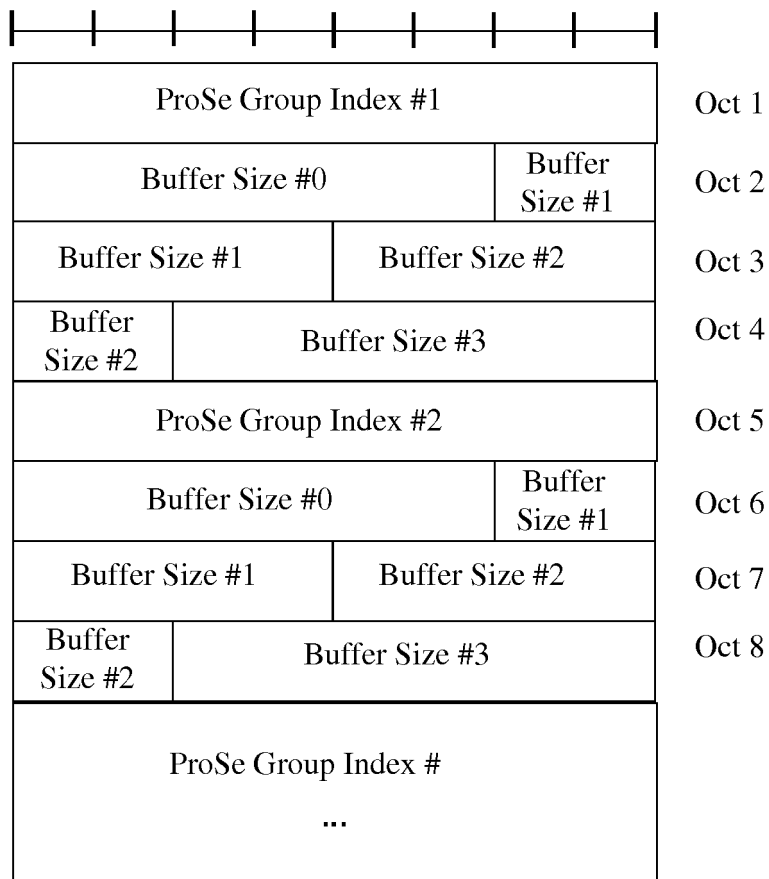 ProSe Group Index #1
Oct 1
Buffer Size #0
Buffer
Size #1
Oct 2
Buffer Size #1
Buffer Size #2
Oct 3
Buffer
Size #2
Buffer Size #3
Oct 4
ProSe Group Index #2
Oct 5
Buffer Size #0
Buffer
Size #1
Oct 6
Buffer Size #1
Buffer Size #2
Oct 7
Buffer
Size #2
Buffer Size #3
Oct 8
ProSe Group Index #
...